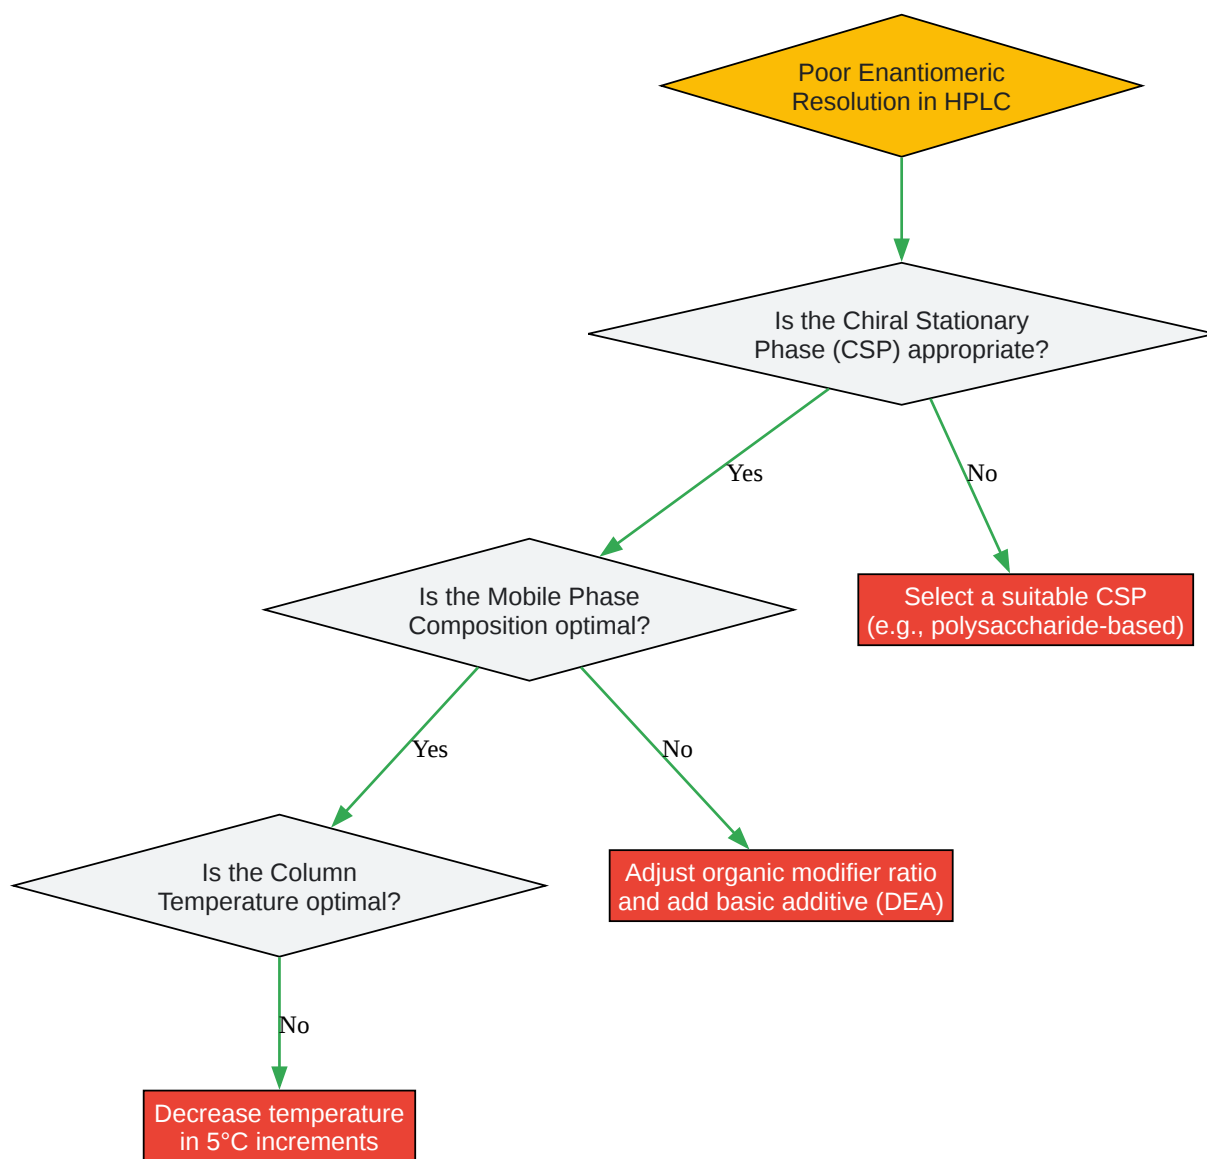 Poor Enantiomeric
Resolution in HPLC
Is the Chiral Stationary
Phase (CSP) appropriate?
Yes
No
Is the Mobile Phase
Composition optimal?
Select a suitable CSP
(e.g., polysaccharide-based)
Yes
No
Is the Column
Temperature optimal?
Adjust organic modifier ratio
and add basic additive (DEA)
No
Decrease temperature
in 5°C increments